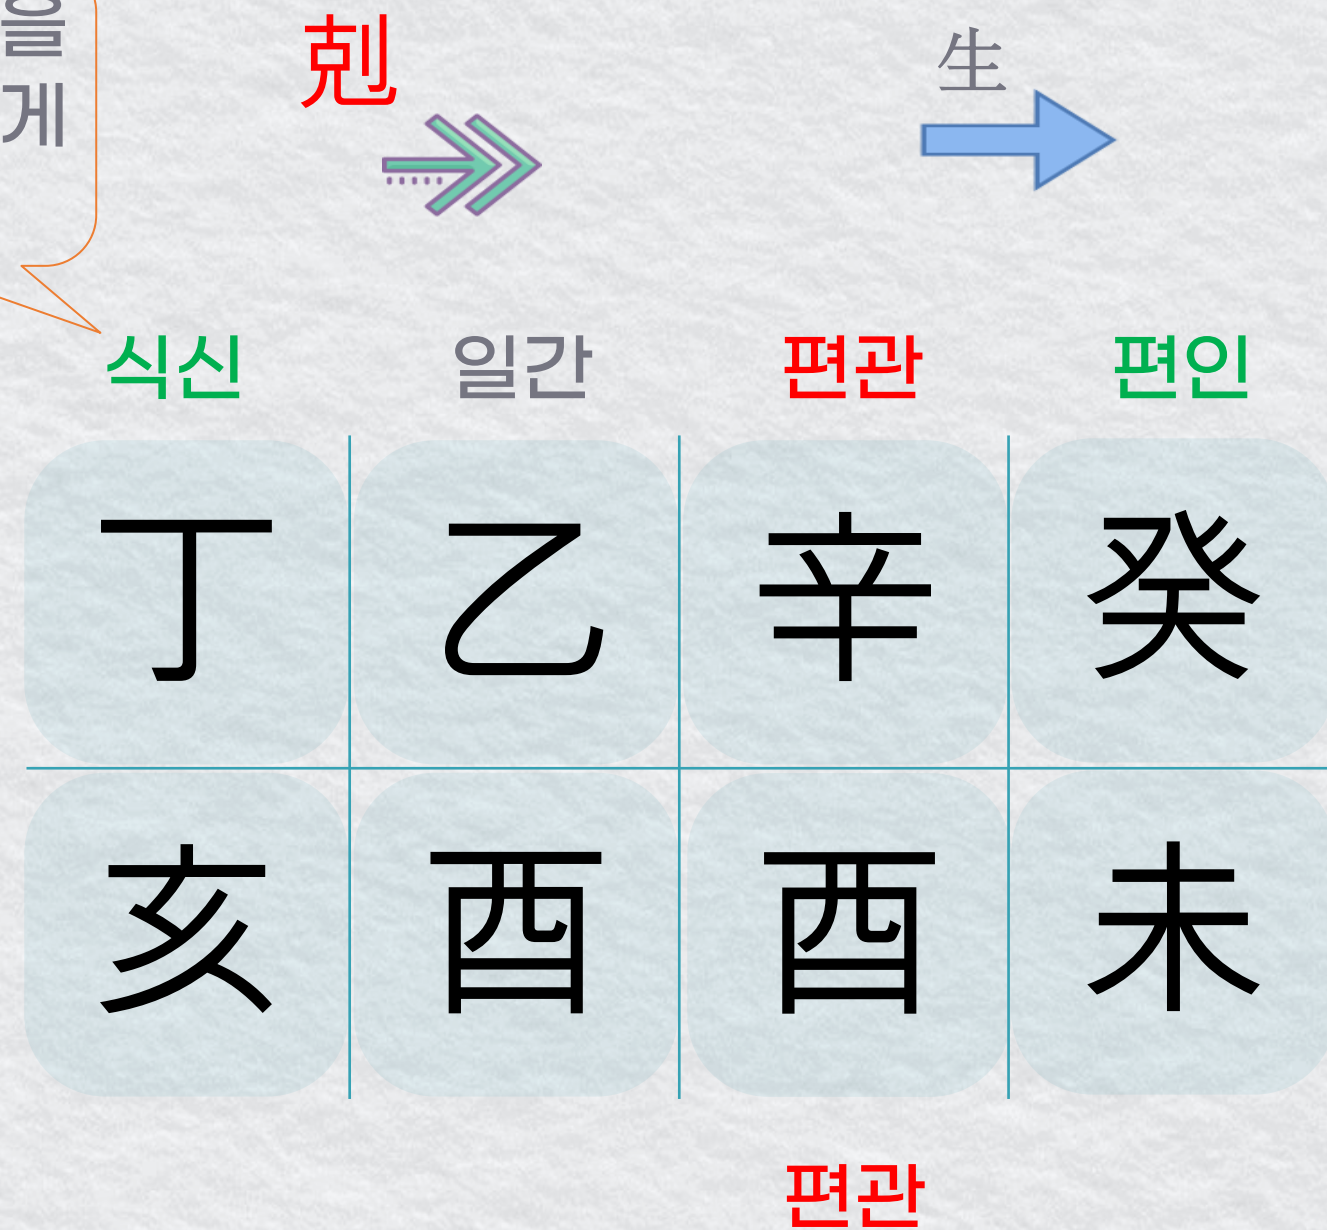 을
게
剋 生
식신 일간 편관 편인
丁 乙 辛 癸
亥 酉 酉 未
편관